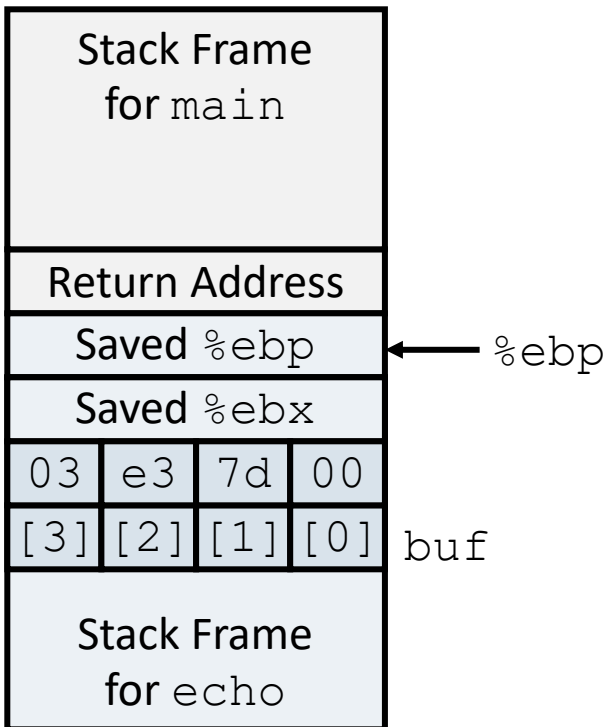 Stack Frame
for main
Return Address
Saved %ebp
%ebp
Saved %ebx
03 e3 7d 00
[3] [2] [1] [0] buf
Stack Frame
for echo